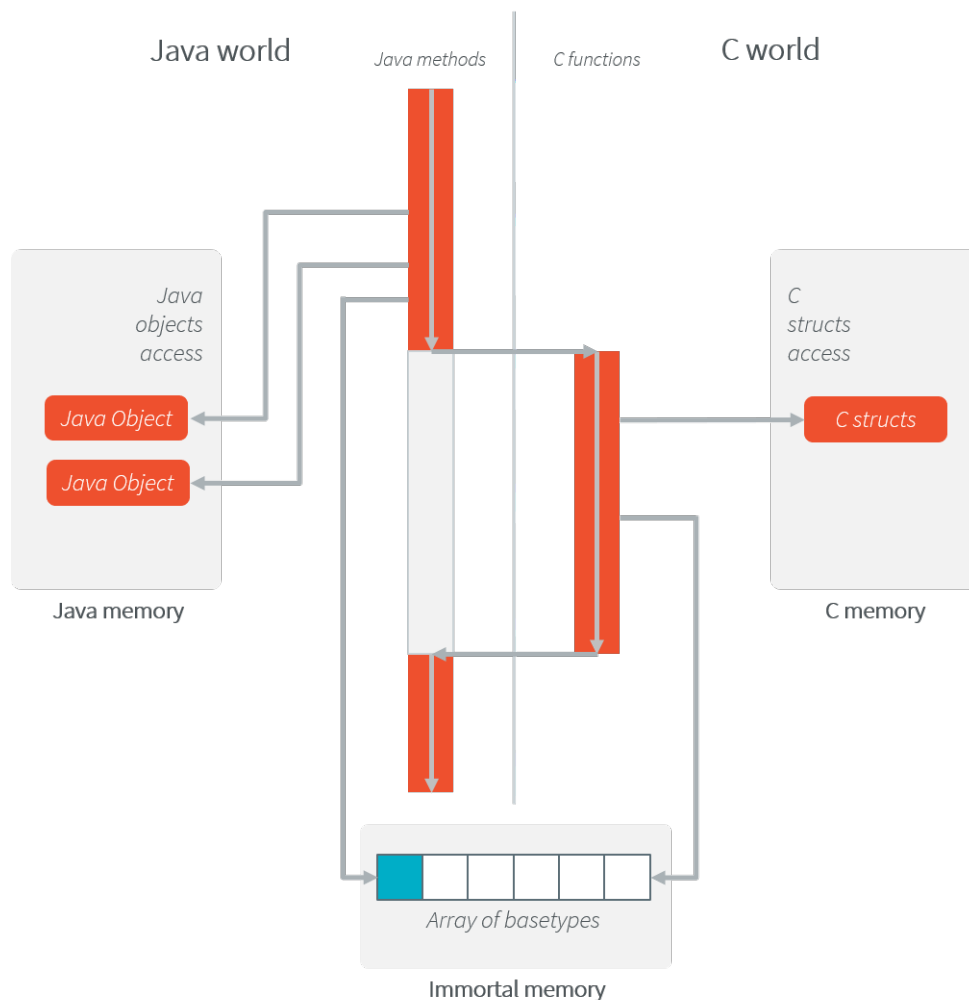 Java world
Java methods
C functions
C world
Java
objects
access
C
structs
access
Java Object
C structs
Java Object
Java memory
C memory
Array of basetypes
Immortal memory